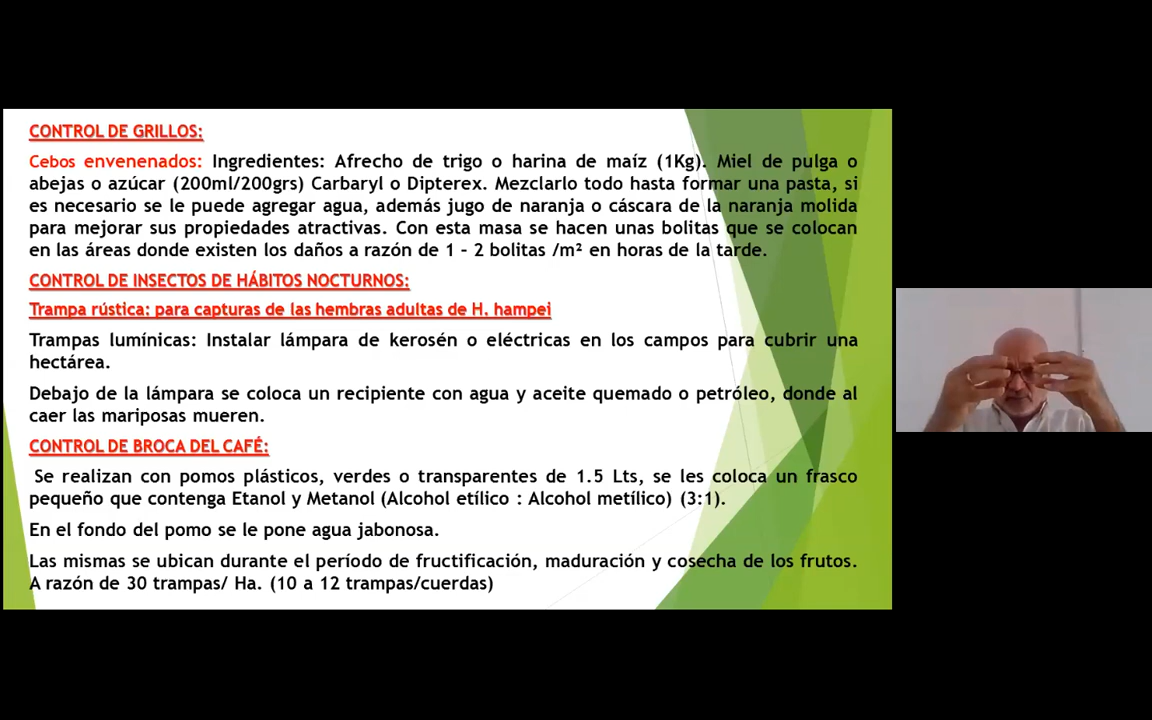 CONTROL DE GRILLOS:
Cebos envenenados: Ingredientes: Afrecho de trigo o harina de maíz (1Kg). Miel de pulga o
abejas o azúcar (200ml/200grs) Carbaryl o Dipterex. Mezclarlo todo hasta formar una pasta, si
es necesario se le puede agregar agua, además jugo de naranja o cáscara de la naranja molida
para mejorar sus propiedades atractivas. Con esta masa se hacen unas bolitas que se colocan
en las áreas donde existen los daños a razón de 1 – 2 bolitas /m² en horas de la tarde.
CONTROL DE INSECTOS DE HÁBITOS NOCTURNOS:
Trampa rústica: para capturas de las hembras adultas de H. hampei
Trampas lumínicas: Instalar lámpara de kerosén o eléctricas en los campos para cubrir una
hectárea.
Debajo de la lámpara se coloca un recipiente con agua y aceite quemado o petróleo, donde al
caer las mariposas mueren.
CONTROL DE BROCA DEL CAFÉ:
Se realizan con pomos plásticos, verdes o transparentes de 1.5 Lts, se les coloca un frasco
pequeño que contenga Etanol y Metanol (Alcohol etílico : Alcohol metílico) (3:1).
En el fondo del pomo se le pone agua jabonosa.
Las mismas se ubican durante el período de fructificación, maduración y cosecha de los frutos.
A razón de 30 trampas/ Ha. (10 a 12 trampas/cuerdas)